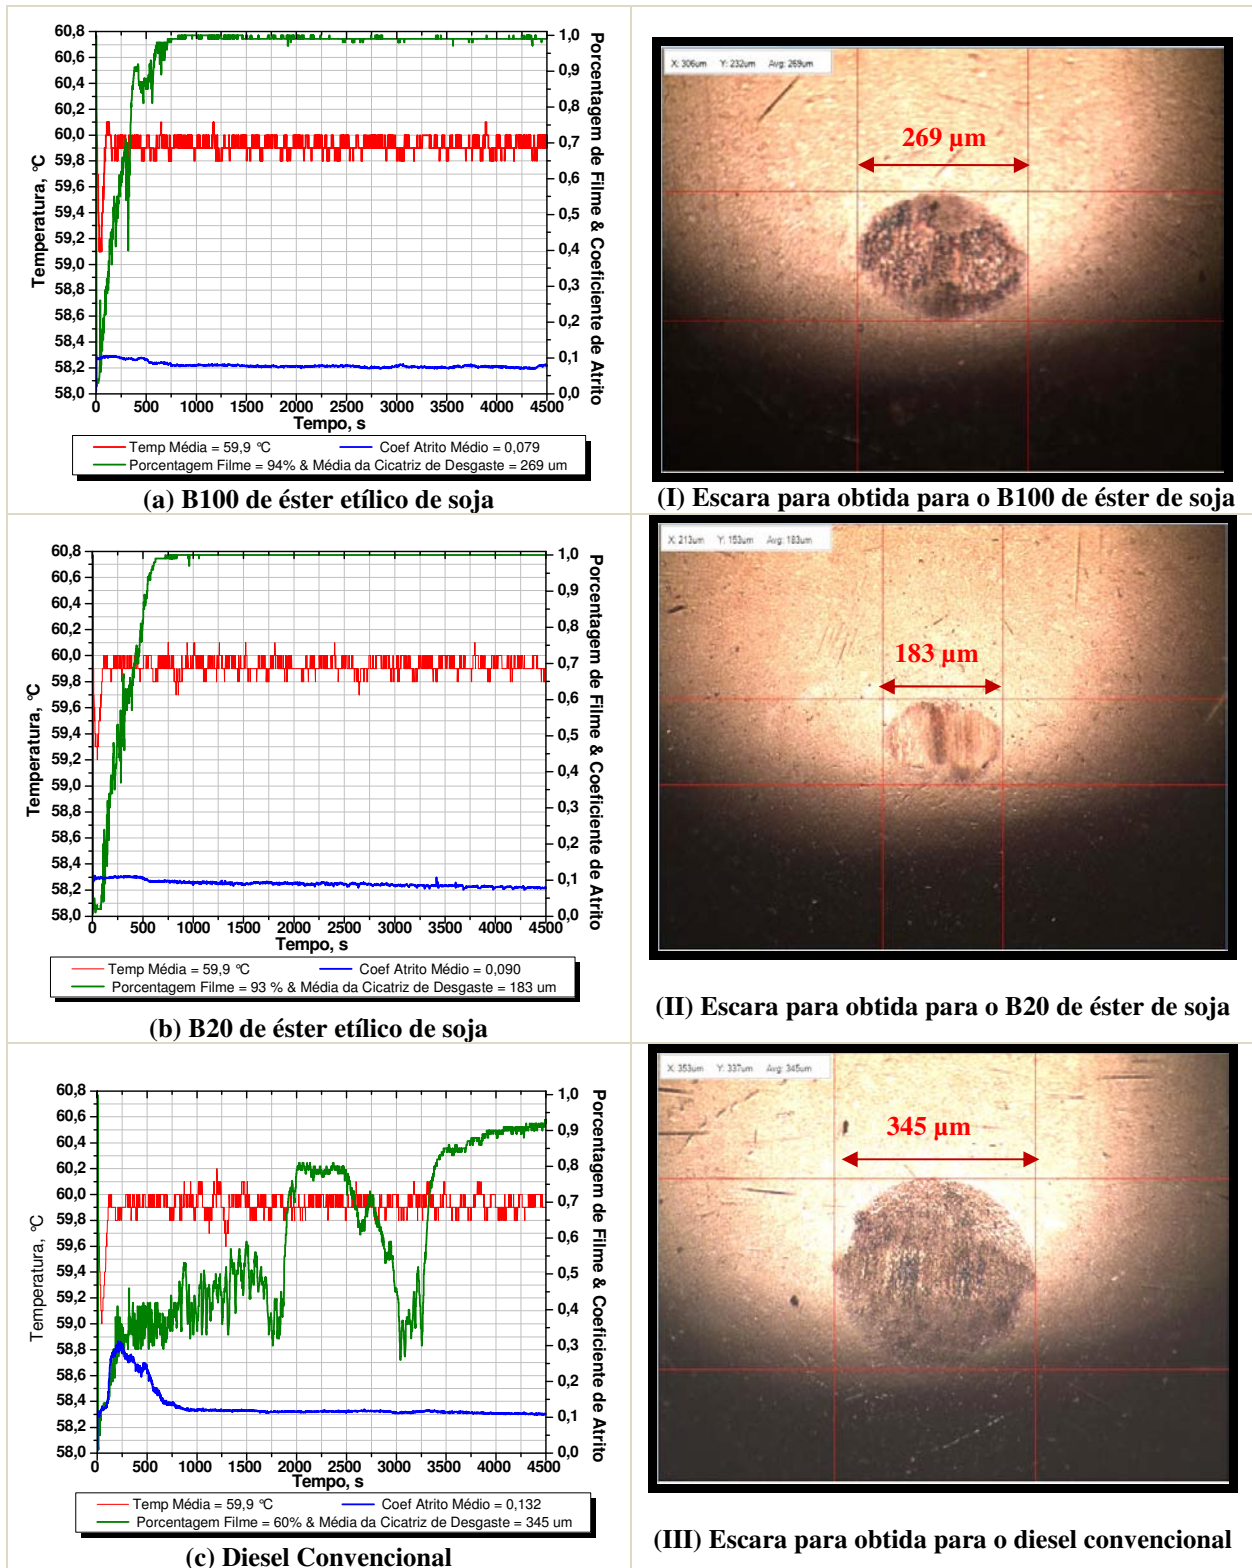 60,8
60,6
60,4
60,2
60,0
59,8
59,6
59,4
59,2
59,0
58,8
58,6
58,4
58,2
58,0
Temperatura, °C
1,0
0,9
0,8
0,7
0,6
0,5
0,4
0,3
0,2
0,1
0,0
Porcentagem de Filme & Coeficiente de Atrito
0 500 1000 1500 2000 2500 3000 3500 4000 4500
Tempo, s
Temp Média = 59,9 °C Coef Atrito Médio = 0,079
Porcentagem Filme = 94% & Média da Cicatriz de Desgaste = 269 um
(a) B100 de éster etílico de soja
X: 306um Y: 232um Avg: 269um
269 µm
(I) Escara para obtida para o B100 de éster de soja
60,8
60,6
60,4
60,2
60,0
59,8
59,6
59,4
59,2
59,0
58,8
58,6
58,4
58,2
58,0
Temperatura, °C
1,0
0,9
0,8
0,7
0,6
0,5
0,4
0,3
0,2
0,1
0,0
Porcentagem de Filme & Coeficiente de Atrito
0 500 1000 1500 2000 2500 3000 3500 4000 4500
Tempo, s
Temp Média = 59,9 °C Coef Atrito Médio = 0,090
Porcentagem Filme = 93 % & Média da Cicatriz de Desgaste = 183 um
(b) B20 de éster etílico de soja
X: 213um Y: 153um Avg: 183um
183 µm
(II) Escara para obtida para o B20 de éster de soja
60,8
60,6
60,4
60,2
60,0
59,8
59,6
59,4
59,2
59,0
58,8
58,6
58,4
58,2
58,0
Temperatura, °C
1,0
0,9
0,8
0,7
0,6
0,5
0,4
0,3
0,2
0,1
0,0
Porcentagem de Filme & Coeficiente de Atrito
0 500 1000 1500 2000 2500 3000 3500 4000 4500
Tempo, s
Temp Média = 59,9 °C Coef Atrito Médio = 0,132
Porcentagem Filme = 60% & Média da Cicatriz de Desgaste = 345 um
(c) Diesel Convencional
X: 353um Y: 337um Avg: 345um
345 µm
(III) Escara para obtida para o diesel convencional